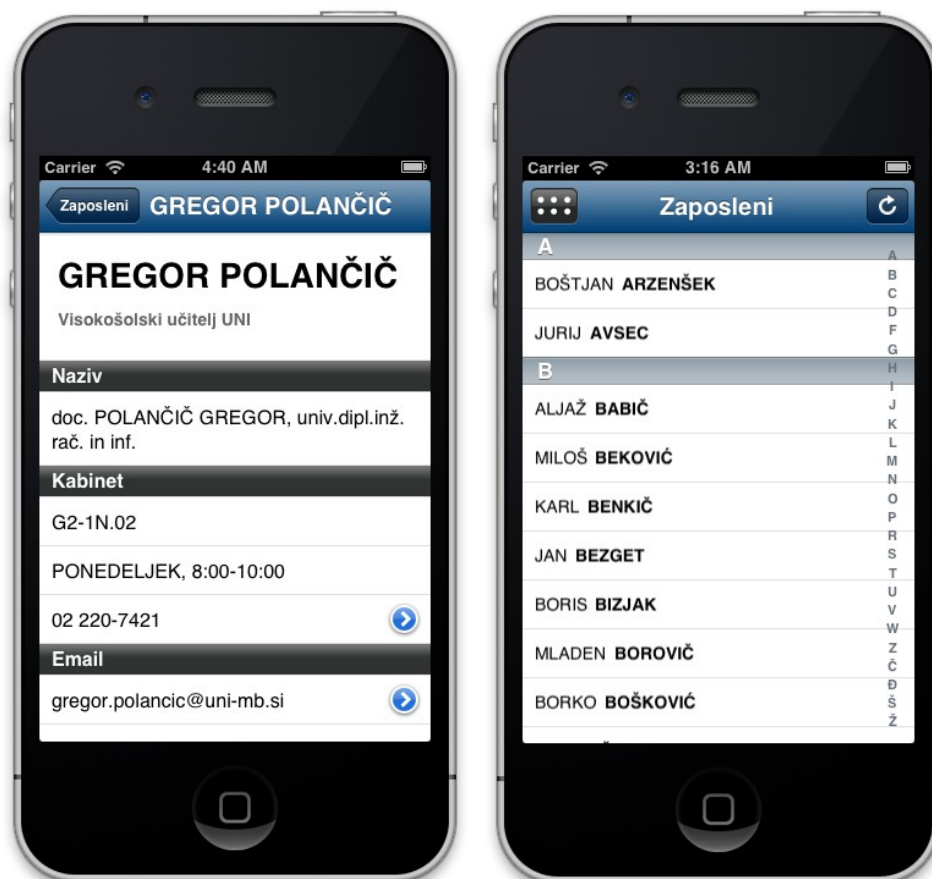 Carrier 4:40 AM
Zaposleni GREGOR POLANČIČ
GREGOR POLANČIČ
Visokošolski učitelj UNI
Naziv
doc. POLANČIČ GREGOR, univ.dipl.inž.
rač. in inf.
Kabinet
G2-1N.02
PONEDELJEK, 8:00-10:00
02 220-7421
Email
gregor.polancic@uni-mb.si
Carrier 3:16 AM
Zaposleni
A
BOŠTJAN ARZENŠEK
JURIJ AVSEC
B
ALJAŽ BABIČ
MILOŠ BEKOVIĆ
KARL BENKIČ
JAN BEZGET
BORIS BIZJAK
MLADEN BOROVIČ
BORKO BOŠKOVIĆ
A
B
C
D
F
G
H
I
J
K
L
M
N
O
P
R
S
T
U
V
W
Z
Č
Đ
Š
Ž